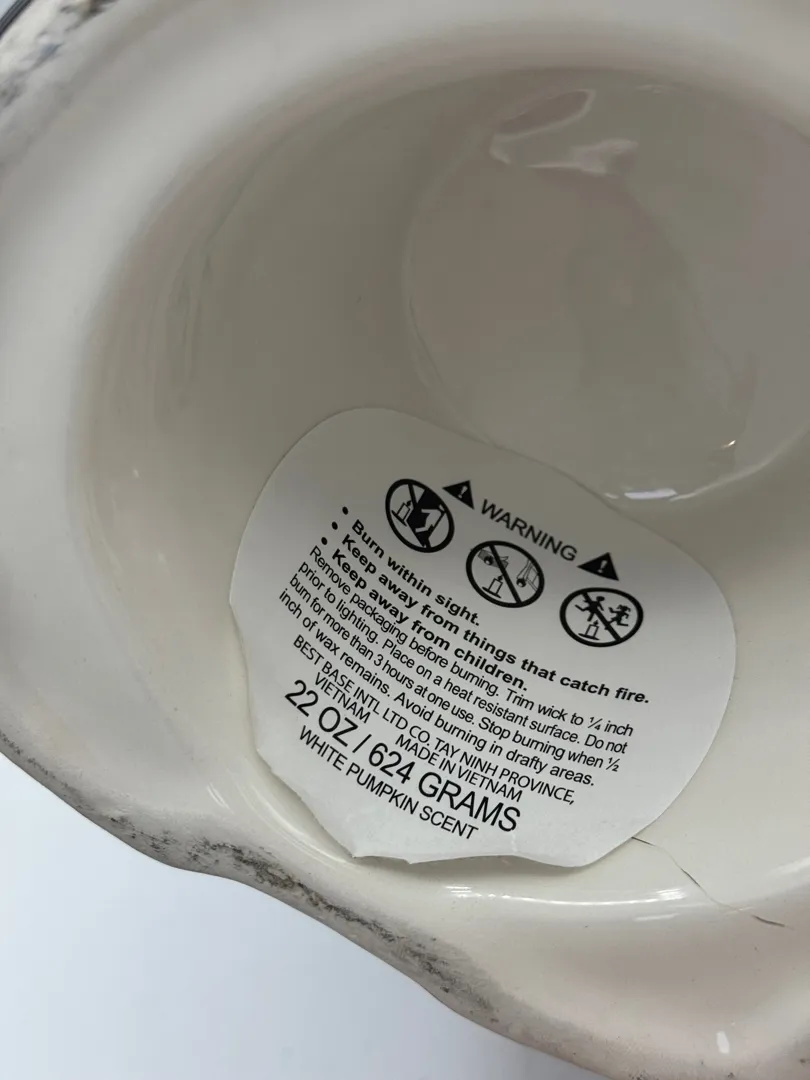 WARNING
• Burn within sight.
• Keep away from things that catch fire.
• Keep away from children.
Remove packaging before burning. Trim wick to ¼ inch
prior to lighting. Place on a heat resistant surface. Do not
burn for more than 3 hours at one use. Stop burning when ½
inch of wax remains. Avoid burning in drafty areas.
BEST BASE INTL LTD CO. TAY NINH PROVINCE,
VIETNAM MADE IN VIETNAM
22 OZ / 624 GRAMS
WHITE PUMPKIN SCENT